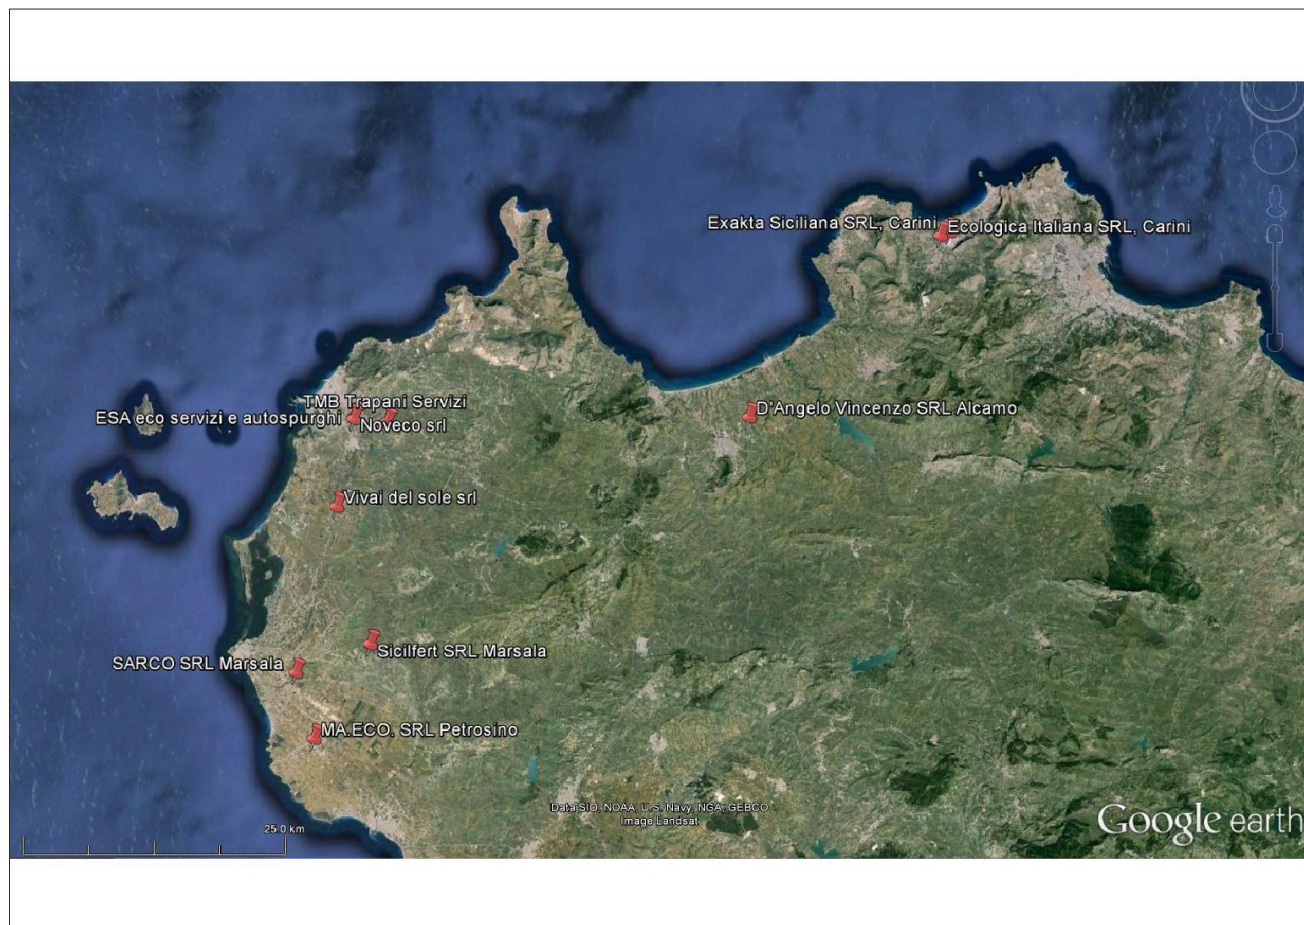 Exakta Siciliana SRL, Carini
Ecologica Italiana SRL, Carini
TMB Trapani Servizi
ESA eco servizi e autospurghi
Noveco srl
D'Angelo Vincenzo SRL Alcamo
Vivai del sole srl
Sicilfert SRL Marsala
SARCO SRL Marsala
MA.ECO. SRL Petrosino
Data SIO, NOAA, U.S. Navy, NGA, GEBCO
Image Landsat
25.0 km
Google earth